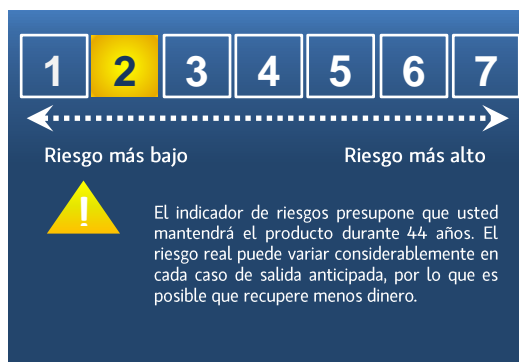 1 2 3 4 5 6 7
Riesgo más bajo Riesgo más alto
!
El indicador de riesgos presupone que usted
mantendrá el producto durante 44 años. El
riesgo real puede variar considerablemente en
cada caso de salida anticipada, por lo que es
posible que recupere menos dinero.